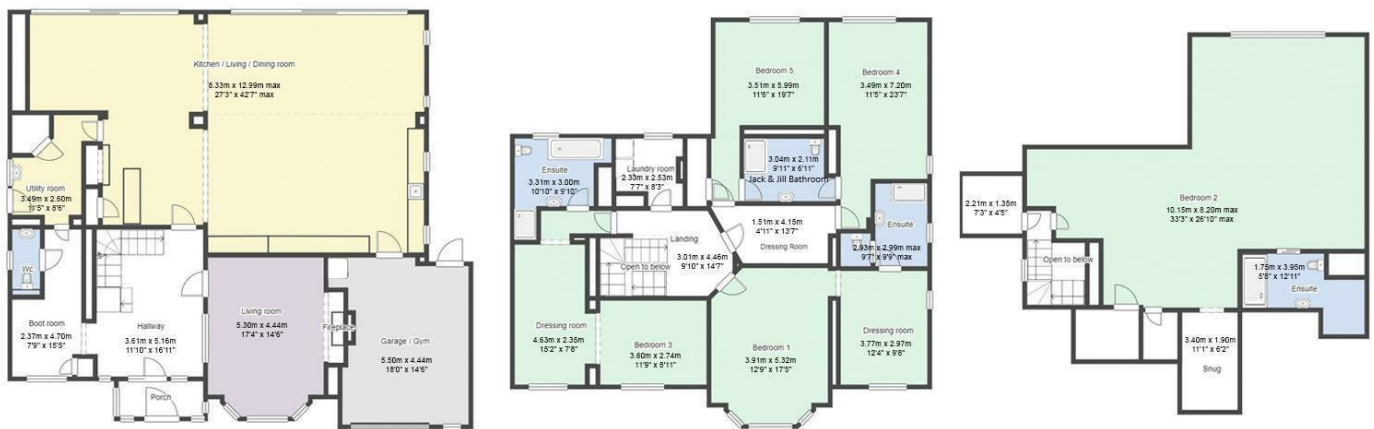 Kitchen / Living / Dining room
8.33m x 12.99m max
27'3" x 42'7" max
Utility room
3.49m x 2.60m
11'5" x 8'6"
Wc
Boot room
2.37m x 4.70m
7'9" x 15'5"
Hallway
3.61m x 5.16m
11'10" x 16'11"
Porch
Living room
5.30m x 4.44m
17'4" x 14'6"
Fireplace
Garage / Gym
5.50m x 4.44m
18'0" x 14'6"
Bedroom 5
3.51m x 5.99m
11'6" x 19'7"
Bedroom 4
3.49m x 7.20m
11'5" x 23'7"
Ensuite
3.31m x 3.00m
10'10" x 9'10"
Laundry room
2.33m x 2.53m
7'7" x 8'3"
3.04m x 2.11m
9'11" x 6'11"
Jack & Jill Bathroom
Ensuite
2.93m x 2.99m max
9'7" x 9'9" max
1.51m x 4.15m
4'11" x 13'7"
Dressing Room
Landing
3.01m x 4.46m
9'10" x 14'7"
Open to below
Dressing room
4.63m x 2.35m
15'2" x 7'8"
Bedroom 3
3.60m x 2.74m
11'9" x 8'11"
Bedroom 1
3.91m x 5.32m
12'9" x 17'5"
Dressing room
3.77m x 2.97m
12'4" x 9'8"
2.21m x 1.35m
7'3" x 4'5"
Open to below
Bedroom 2
10.15m x 8.20m max
33'3" x 26'10" max
1.75m x 3.95m
5'8" x 12'11"
Ensuite
3.40m x 1.90m
11'1" x 6'2"
Snug